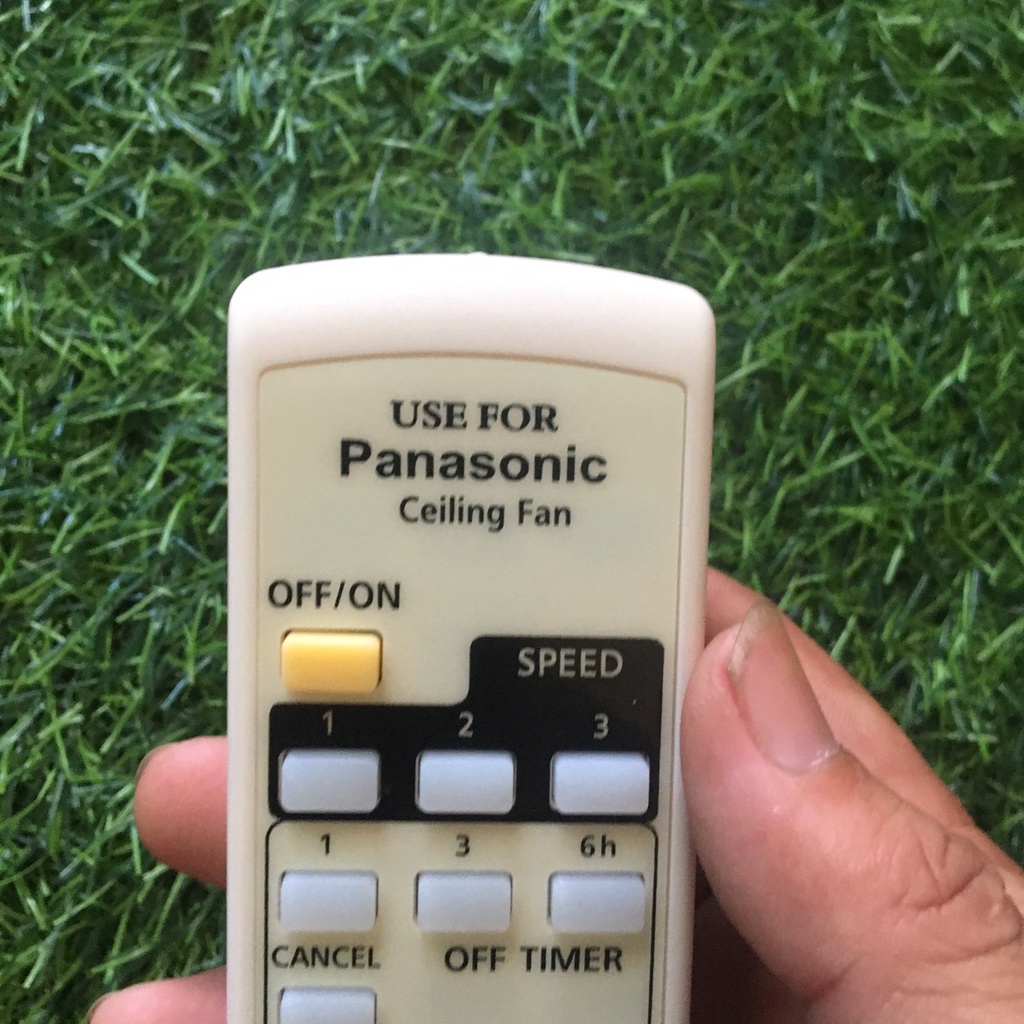 USE FOR
Panasonic
Ceiling Fan
OFF/ON
SPEED
1 2 3
1 3 6h
CANCEL OFF TIMER